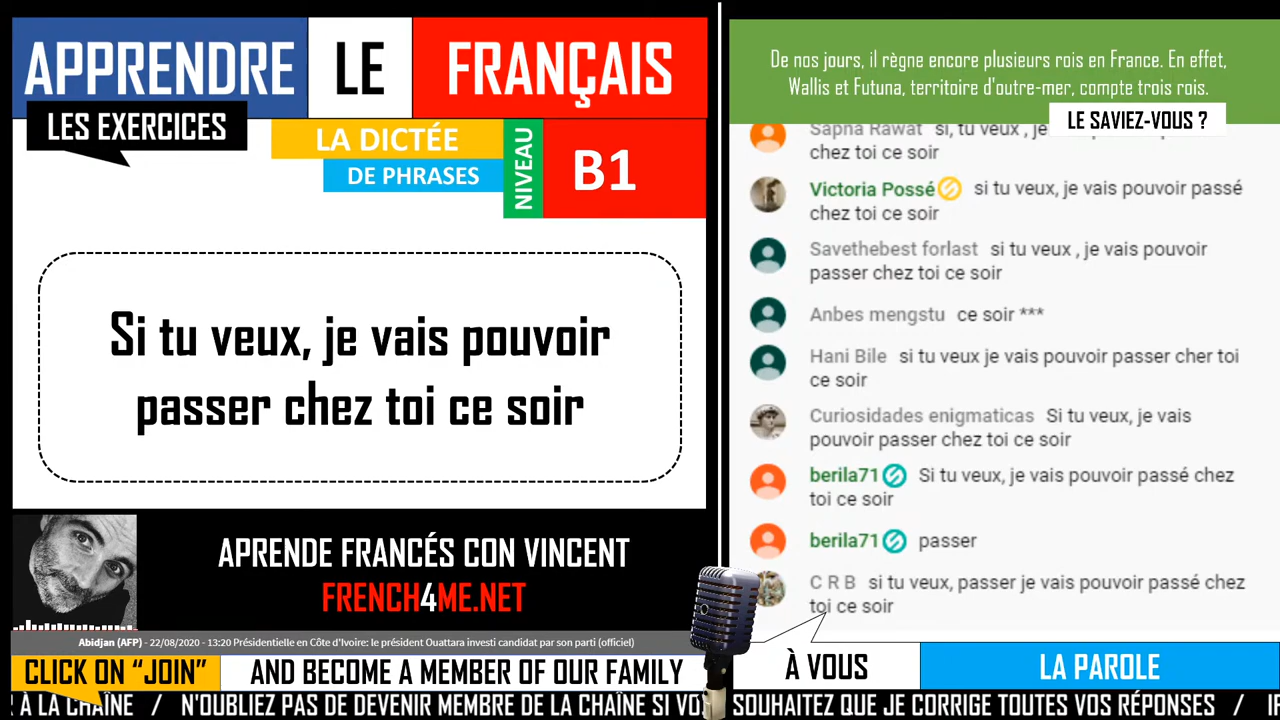 APPRENDRE LE FRANÇAIS
LES EXERCICES
LA DICTÉE
DE PHRASES
NIVEAU
B1
Si tu veux, je vais pouvoir
passer chez toi ce soir
APRENDE FRANCÉS CON VINCENT
FRENCH4ME.NET
Abidjan (AFP) - 22/08/2020 - 13:20 Présidentielle en Côte d'Ivoire: le président Ouattara investi candidat par son parti (officiel)
CLICK ON “JOIN” AND BECOME A MEMBER OF OUR FAMILY
De nos jours, il règne encore plusieurs rois en France. En effet,
Wallis et Futuna, territoire d'outre-mer, compte trois rois.
LE SAVIEZ-VOUS ?
Sapna Rawat si, tu veux , je
chez toi ce soir
Victoria Possé si tu veux, je vais pouvoir passé
chez toi ce soir
Savethebest forlast si tu veux , je vais pouvoir
passer chez toi ce soir
Anbes mengstu ce soir ***
Hani Bile si tu veux je vais pouvoir passer cher toi
ce soir
Curiosidades enigmaticas Si tu veux, je vais
pouvoir passer chez toi ce soir
berila71 Si tu veux, je vais pouvoir passé chez
toi ce soir
berila71 passer
C R B si tu veux, passer je vais pouvoir passé chez
toi ce soir
À VOUS LA PAROLE
À LA CHAÎNE / N'OUBLIEZ PAS DE DEVENIR MEMBRE DE LA CHAÎNE SI VOUS SOUHAITEZ QUE JE CORRIGE TOUTES VOS RÉPONSES /